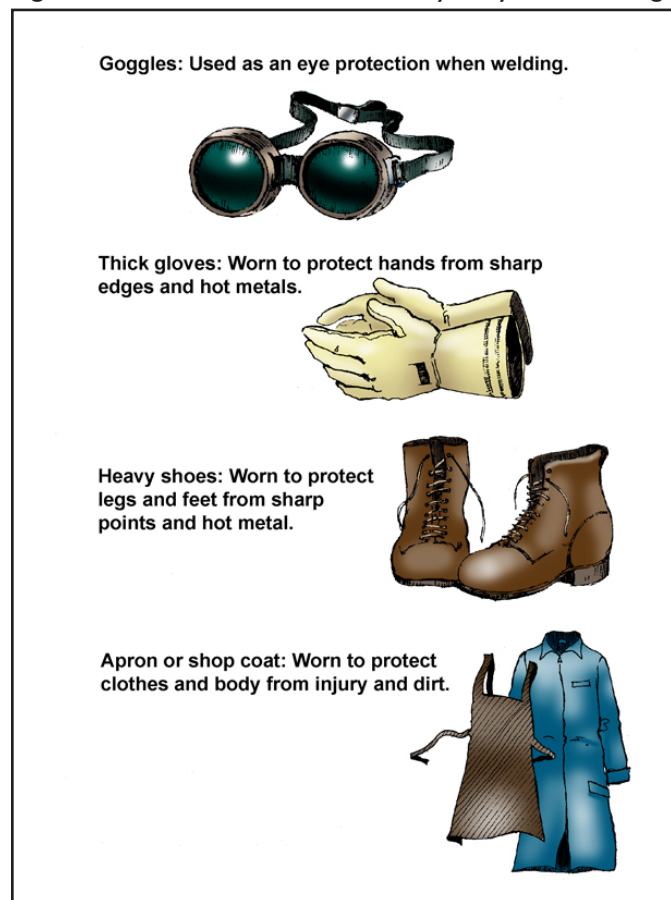 Goggles: Used as an eye protection when welding.
Thick gloves: Worn to protect hands from sharp
edges and hot metals.
Heavy shoes: Worn to protect
legs and feet from sharp
points and hot metal.
Apron or shop coat: Worn to protect
clothes and body from injury and dirt.